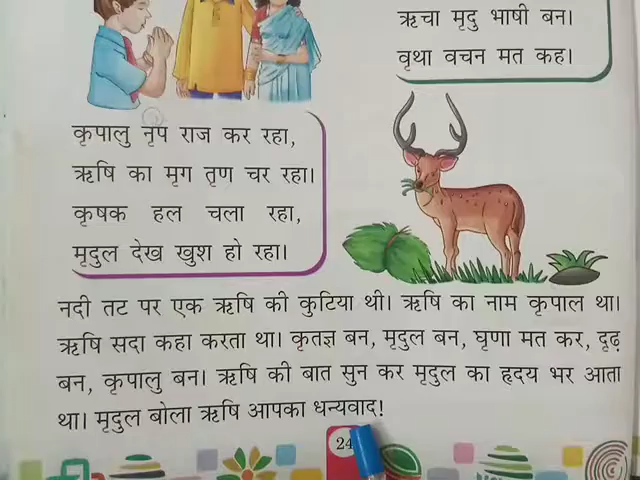 ऋचा मृदु भाषी बन।
वृथा वचन मत कह।
कृपालु नृप राज कर रहा,
ऋषि का मृग तृण चर रहा।
कृषक हल चला रहा,
मृदुल देख खुश हो रहा।
नदी तट पर एक ऋषि की कुटिया थी। ऋषि का नाम कृपाल था।
ऋषि सदा कहा करता था। कृतज्ञ बन, मृदुल बन, घृणा मत कर, दृढ़
बन, कृपालु बन। ऋषि की बात सुन कर मृदुल का हृदय भर आता
था। मृदुल बोला ऋषि आपका धन्यवाद!
24